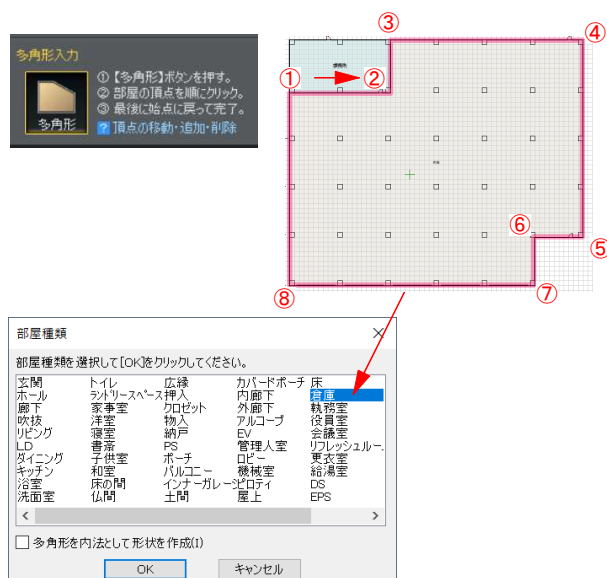 多角形入力
多角形
①【多角形】ボタンを押す。
② 部屋の頂点を順にクリック。
③ 最後に始点に戻って完了。
? 頂点の移動・追加・削除
③
④
①
②
⑥
⑤
⑦
⑧
部屋種類
部屋種類を選択して[OK]をクリックしてください。
玄関 トイレ 広縁 カバードポーチ 床
ホール ランドリースペース 押入 内廊下 倉庫
廊下 家事室 クロゼット 外廊下 執務室
吹抜 洋室 物入 アルコーブ 役員室
リビング 寝室 納戸 EV 会議室
LD 書斎 PS 管理人室 リフレッシュルー
ダイニング 子供室 ポーチ ロビー 更衣室
キッチン 和室 バルコニー 機械室 給湯室
浴室 床の間 インナーガレージ ピロティ DS
洗面室 仏間 土間 屋上 EPS
多角形を内法として形状を作成(I)
OK
キャンセル